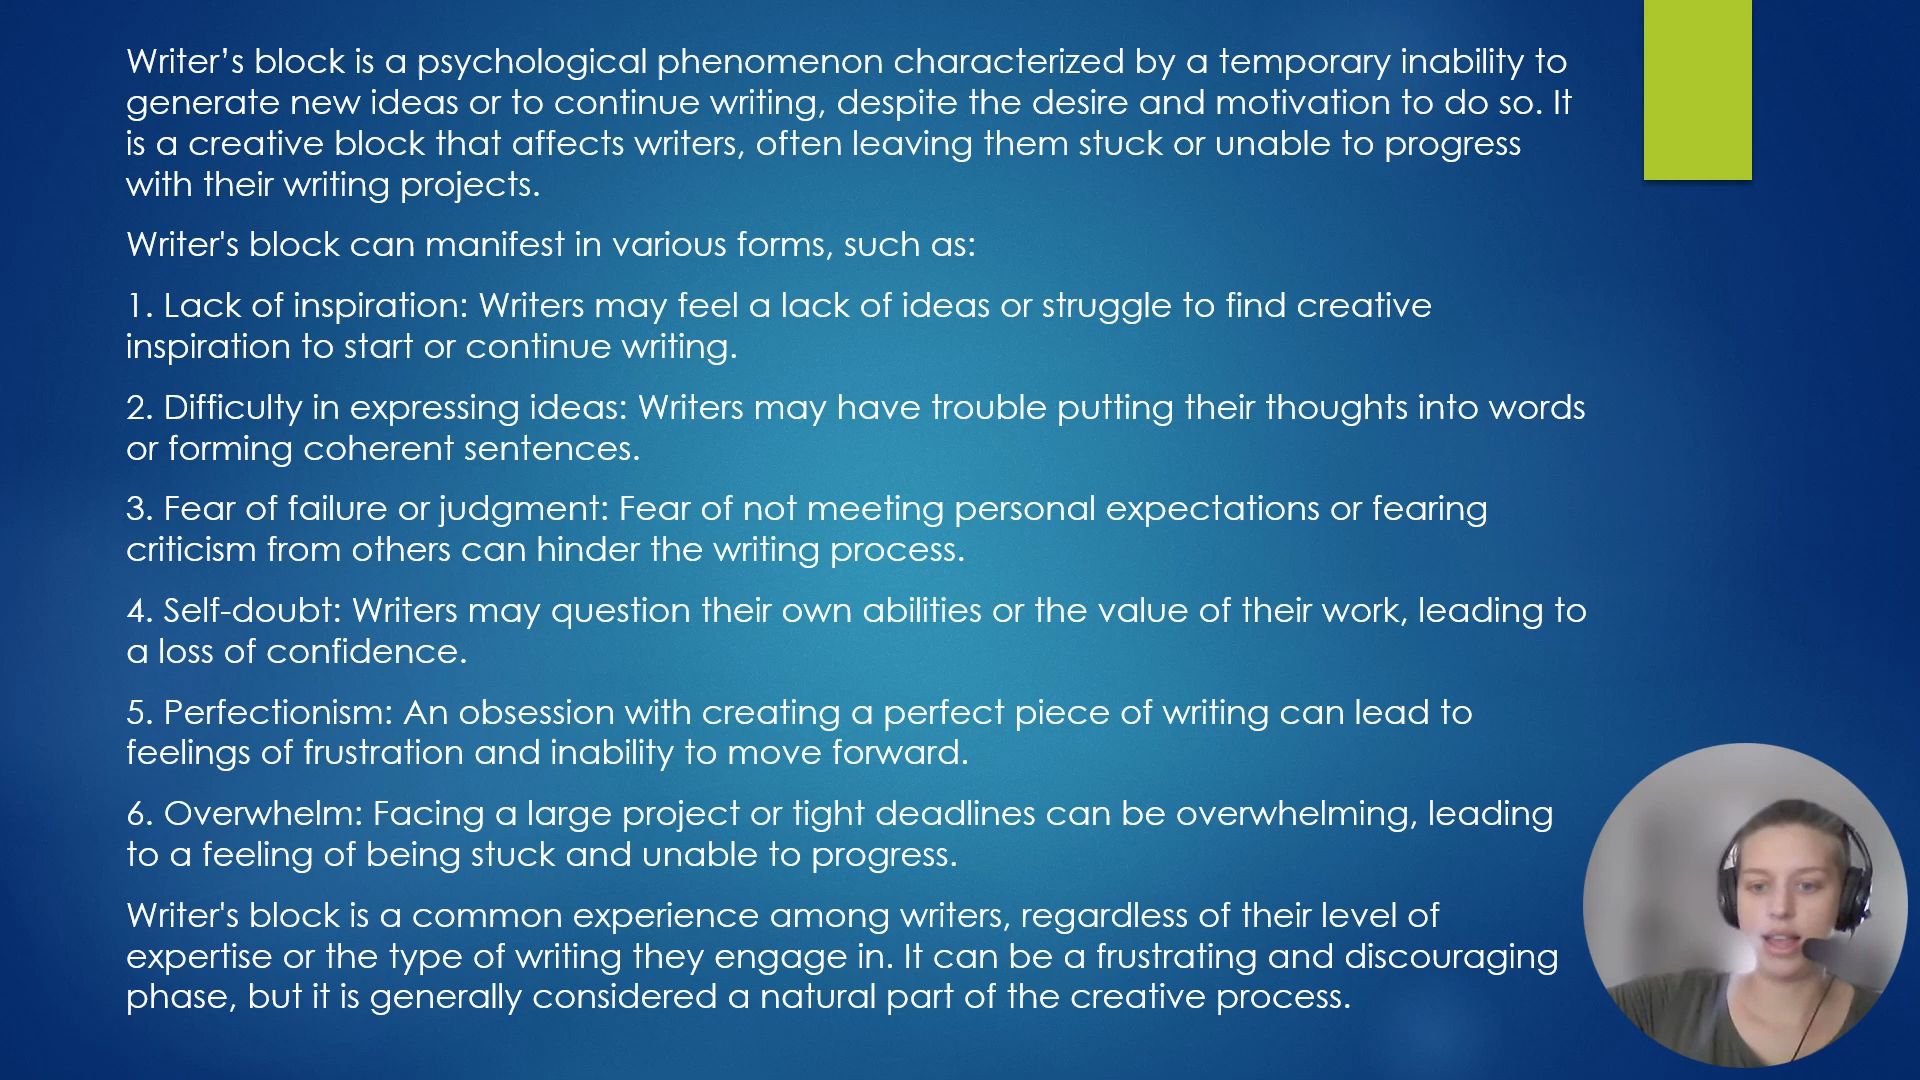 Writer’s block is a psychological phenomenon characterized by a temporary inability to
generate new ideas or to continue writing, despite the desire and motivation to do so. It
is a creative block that affects writers, often leaving them stuck or unable to progress
with their writing projects.
Writer's block can manifest in various forms, such as:
1. Lack of inspiration: Writers may feel a lack of ideas or struggle to find creative
inspiration to start or continue writing.
2. Difficulty in expressing ideas: Writers may have trouble putting their thoughts into words
or forming coherent sentences.
3. Fear of failure or judgment: Fear of not meeting personal expectations or fearing
criticism from others can hinder the writing process.
4. Self-doubt: Writers may question their own abilities or the value of their work, leading to
a loss of confidence.
5. Perfectionism: An obsession with creating a perfect piece of writing can lead to
feelings of frustration and inability to move forward.
6. Overwhelm: Facing a large project or tight deadlines can be overwhelming, leading
to a feeling of being stuck and unable to progress.
Writer's block is a common experience among writers, regardless of their level of
expertise or the type of writing they engage in. It can be a frustrating and discouraging
phase, but it is generally considered a natural part of the creative process.